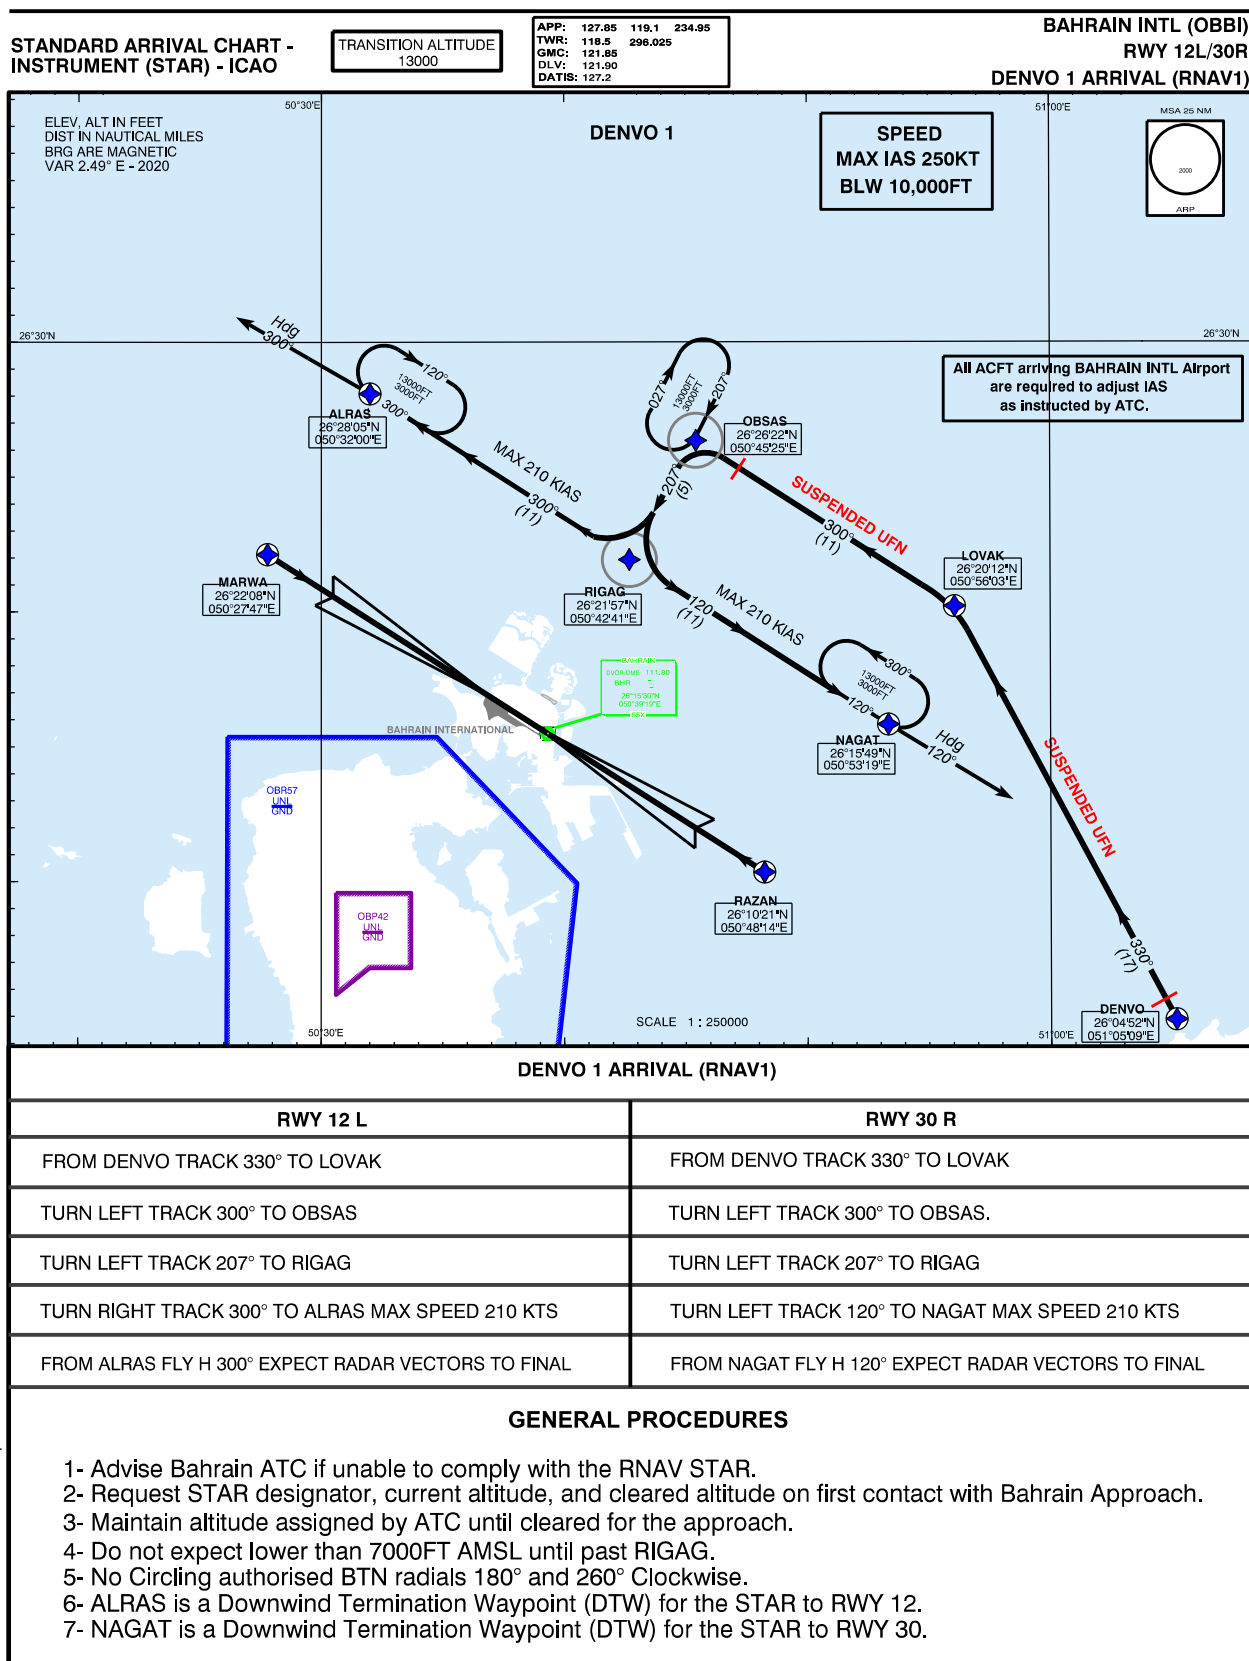 STANDARD ARRIVAL CHART -
INSTRUMENT (STAR) - ICAO
TRANSITION ALTITUDE
13000
APP: 127.85 119.1 234.95
TWR: 118.5 296.025
GMC: 121.85
DLV: 121.90
DATIS: 127.2
BAHRAIN INTL (OBBI)
RWY 12L/30R
DENVO 1 ARRIVAL (RNAV1)
50°30'E
51°00'E
ELEV, ALT IN FEET
DIST IN NAUTICAL MILES
BRG ARE MAGNETIC
VAR 2.49° E - 2020
DENVO 1
SPEED
MAX IAS 250KT
BLW 10,000FT
MSA 25 NM
2000
ARP
26°30'N
26°30'N
Hdg
300°
120°
13000FT
3000FT
300°
ALRAS
26°28'05"N
050°32'00"E
027°
13000FT
3000FT
207°
OBSAS
26°26'22"N
050°45'25"E
All ACFT arriving BAHRAIN INTL Airport
are required to adjust IAS
as instructed by ATC.
MAX 210 KIAS
300°
(11)
207°
(5)
SUSPENDED UFN
300°
(11)
LOVAK
26°20'12"N
050°56'03"E
MARWA
26°22'08"N
050°27'47"E
RIGAG
26°21'57"N
050°42'41"E
120
(11)
MAX 210 KIAS
300°
13000FT
3000FT
120°
BAHRAIN
DVOR/DME 111.80
BHR
26°15'30"N
050°39'19"E
85X
BAHRAIN INTERNATIONAL
NAGAT
26°15'49"N
050°53'19"E
Hdg
120°
SUSPENDED UFN
OBR57
UNL
GND
OBP42
UNL
GND
RAZAN
26°10'21"N
050°48'14"E
330°
(17)
DENVO
26°04'52"N
051°05'09"E
50°30'E
SCALE 1 : 250000
51°00'E
DENVO 1 ARRIVAL (RNAV1)
RWY 12 L
RWY 30 R
FROM DENVO TRACK 330° TO LOVAK
FROM DENVO TRACK 330° TO LOVAK
TURN LEFT TRACK 300° TO OBSAS
TURN LEFT TRACK 300° TO OBSAS.
TURN LEFT TRACK 207° TO RIGAG
TURN LEFT TRACK 207° TO RIGAG
TURN RIGHT TRACK 300° TO ALRAS MAX SPEED 210 KTS
TURN LEFT TRACK 120° TO NAGAT MAX SPEED 210 KTS
FROM ALRAS FLY H 300° EXPECT RADAR VECTORS TO FINAL
FROM NAGAT FLY H 120° EXPECT RADAR VECTORS TO FINAL
GENERAL PROCEDURES
1- Advise Bahrain ATC if unable to comply with the RNAV STAR.
2- Request STAR designator, current altitude, and cleared altitude on first contact with Bahrain Approach.
3- Maintain altitude assigned by ATC until cleared for the approach.
4- Do not expect lower than 7000FT AMSL until past RIGAG.
5- No Circling authorised BTN radials 180° and 260° Clockwise.
6- ALRAS is a Downwind Termination Waypoint (DTW) for the STAR to RWY 12.
7- NAGAT is a Downwind Termination Waypoint (DTW) for the STAR to RWY 30.